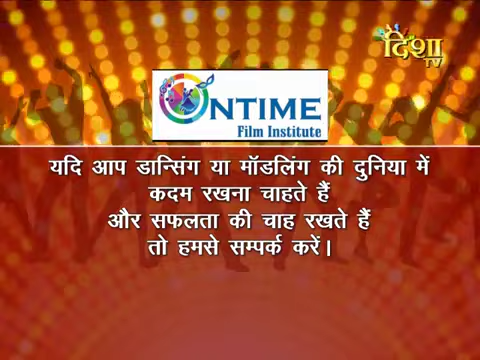 दिशा
TV
ONTIME
Film Institute
यदि आप डान्सिंग या मॉडलिंग की दुनिया में
कदम रखना चाहते हैं
और सफलता की चाह रखते हैं
तो हमसे सम्पर्क करें।